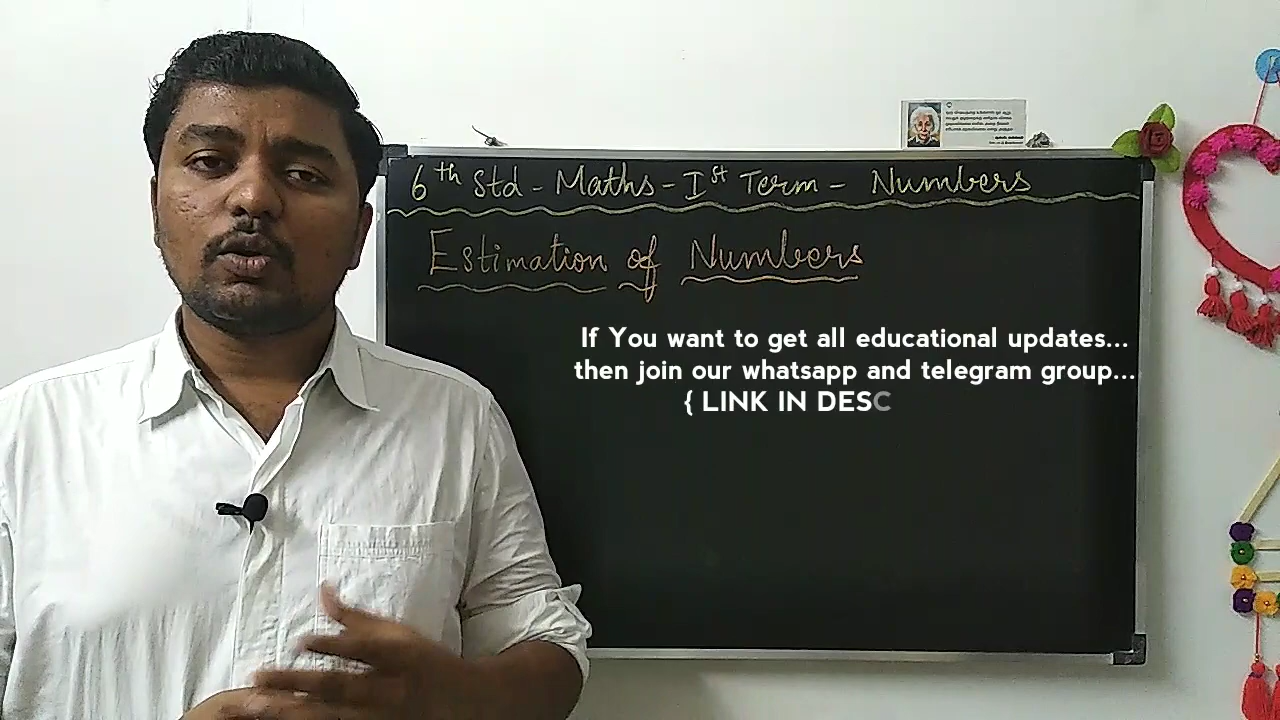 6th Std - Maths - Ist Term - Numbers
Estimation of Numbers
If You want to get all educational updates...
then join our whatsapp and telegram group...
{ LINK IN DESC